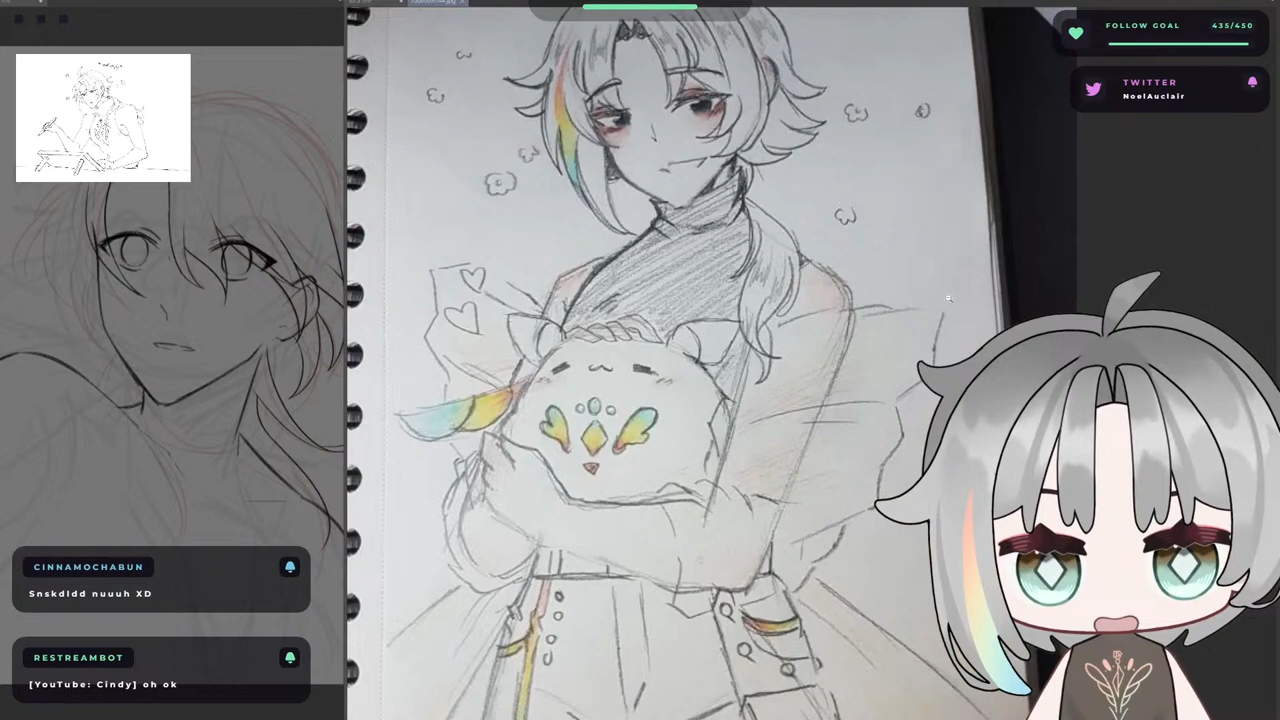 FOLLOW GOAL 435/450
TWITTER
NoelAuclair
CINNAMOCHABUN
Snskdldd nuuuh XD
RESTREAMBOT
[YouTube: Cindy] oh ok